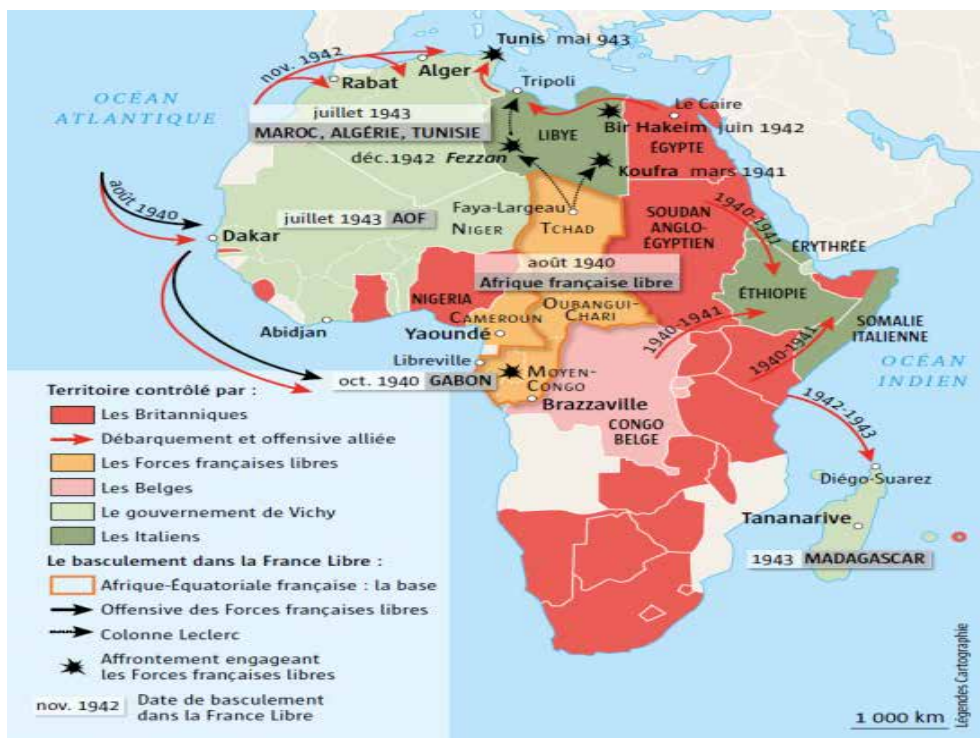 Tunis mai 943
nov. 1942
Alger
Rabat
Tripoli
OCÉAN
ATLANTIQUE
juillet 1943
MAROC, ALGÉRIE, TUNISIE
LIBYE
Le Caire
Bir Hakeim juin 1942
ÉGYPTE
déc.1942 Fezzan
Koufra mars 1941
août 1940
Dakar
juillet 1943 AOF
Faya-Largeau
NIGER
TCHAD
SOUDAN
ANGLO-
ÉGYPTIEN
1940-1941
ÉRYTHRÉE
août 1940
Afrique française libre
NIGERIA
CAMEROUN
OUBANGUI-
CHARI
ÉTHIOPIE
Abidjan
Yaoundé
1940-1941
1940-1941
SOMALIE
ITALIENNE
OCÉAN
INDIEN
Libreville
oct. 1940 GABON
MOYEN-
CONGO
Brazzaville
CONGO
BELGE
1942-1943
Diégo-Suarez
Tananarive
1943 MADAGASCAR
Territoire contrôlé par :
Les Britanniques
Débarquement et offensive alliée
Les Forces françaises libres
Les Belges
Le gouvernement de Vichy
Les Italiens
Le basculement dans la France Libre :
Afrique-Équatoriale française : la base
Offensive des Forces françaises libres
Colonne Leclerc
Affrontement engageant
les Forces françaises libres
nov. 1942
Date de basculement
dans la France Libre
1 000 km
Légendes Cartographie